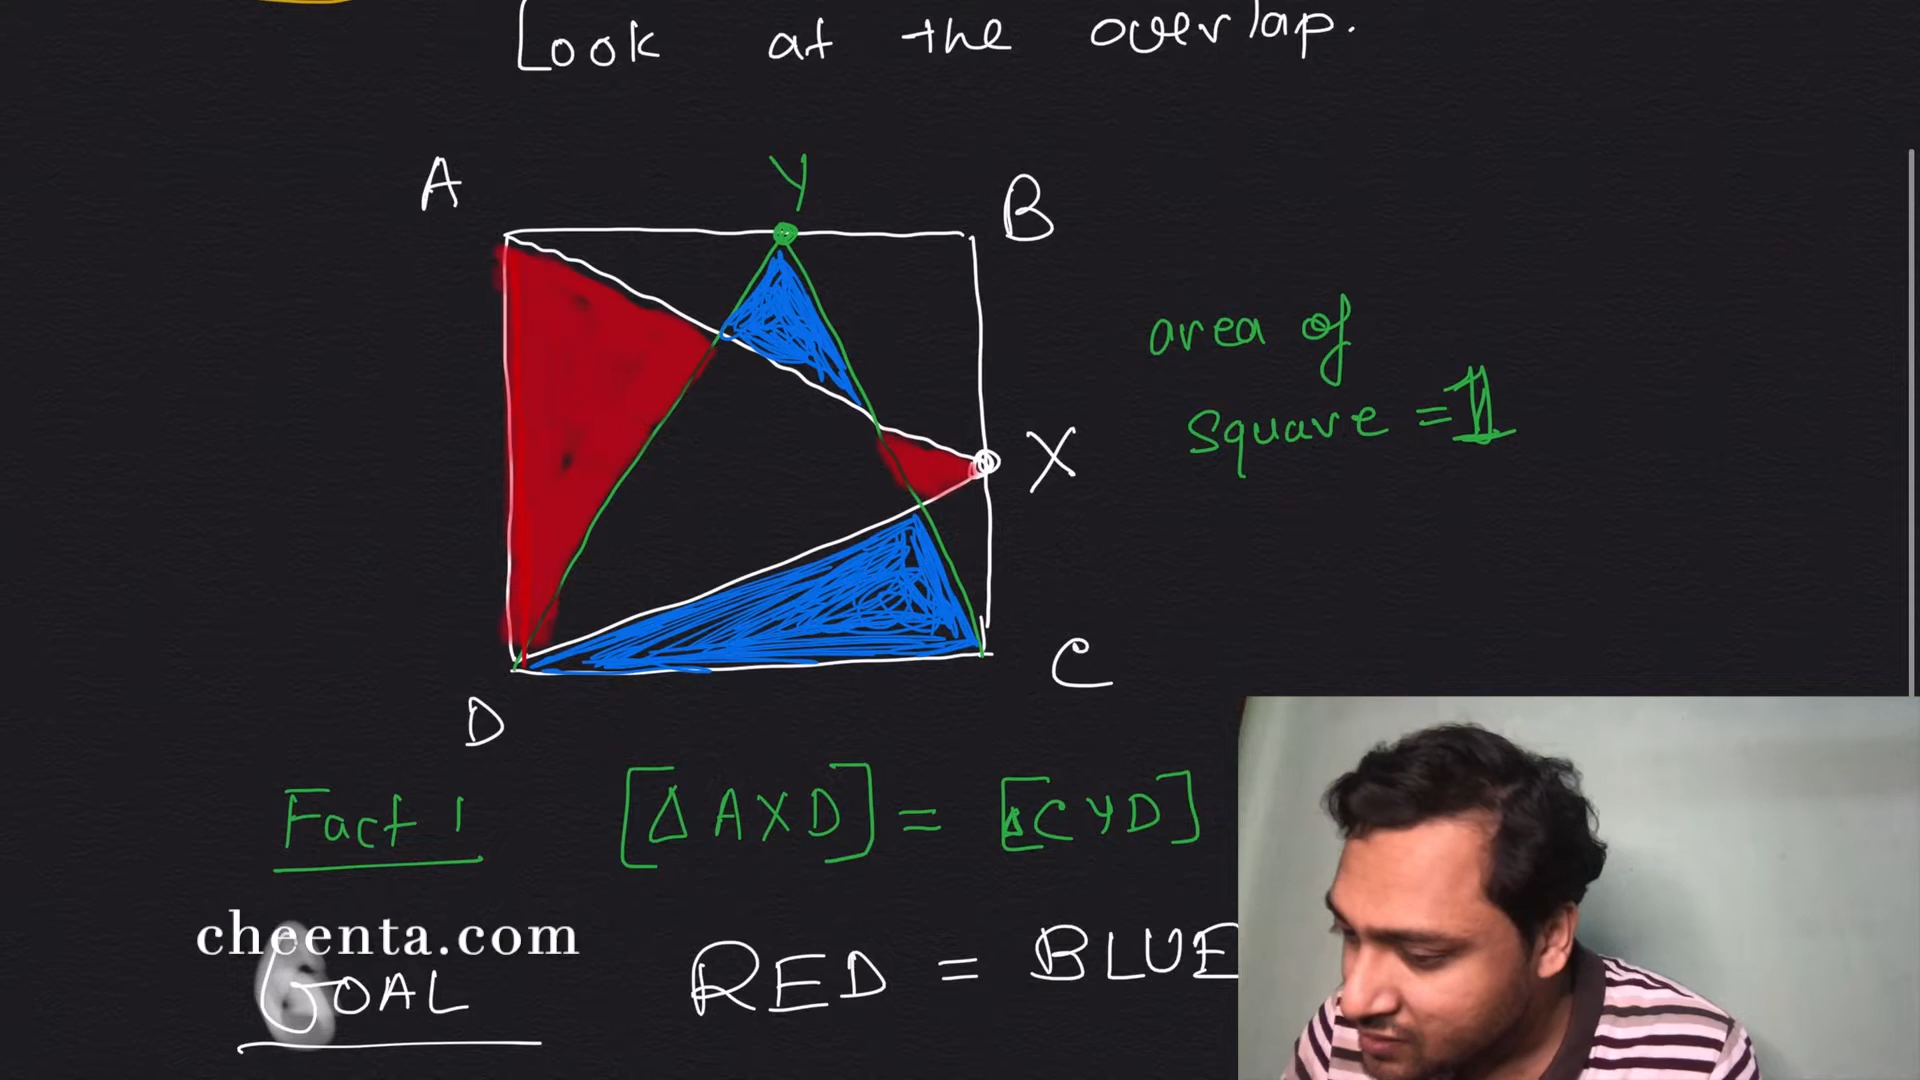 Look at the overlap.
Y
A
B
area of
square = 1
X
C
D
Fact 1 [Δ AXD] = [Δ CYD]
cheenta.com
GOAL RED = BLUE